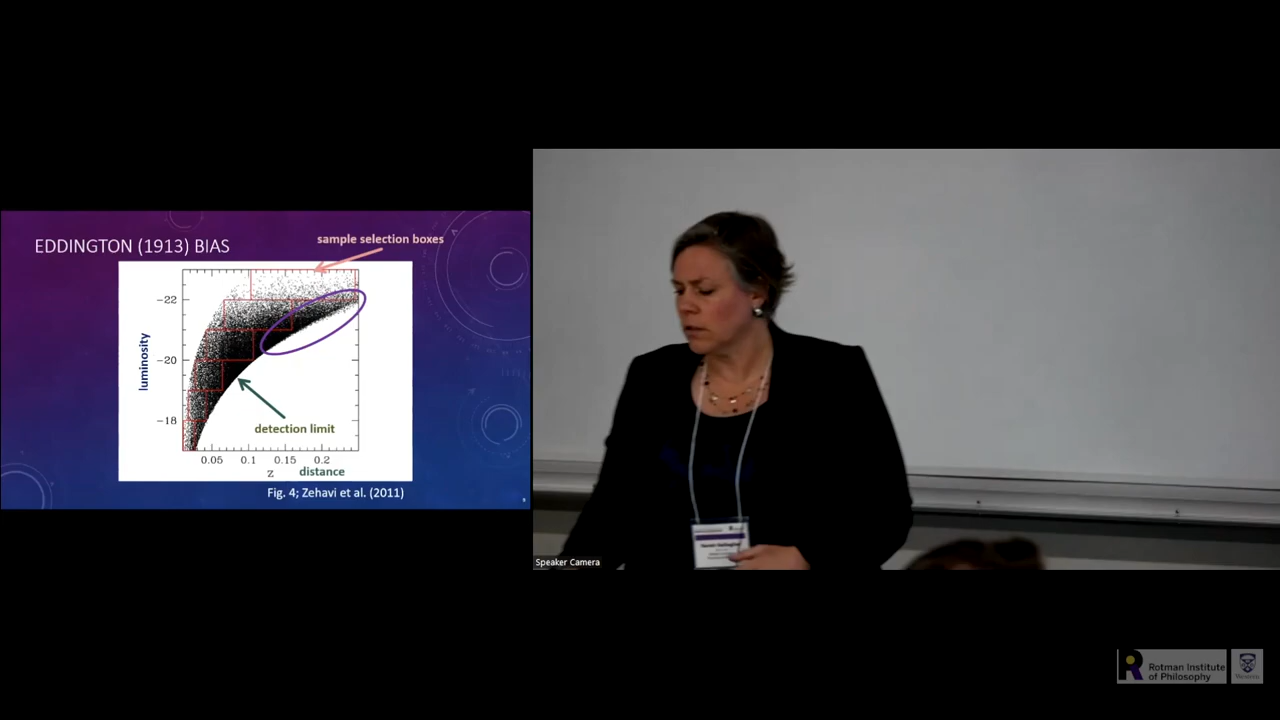 EDDINGTON (1913) BIAS
sample selection boxes
luminosity
-22
-20
-18
detection limit
0.05 0.1 0.15 0.2
z
distance
Fig. 4; Zehavi et al. (2011)
Speaker Camera
Rotman Institute
of Philosophy
Western